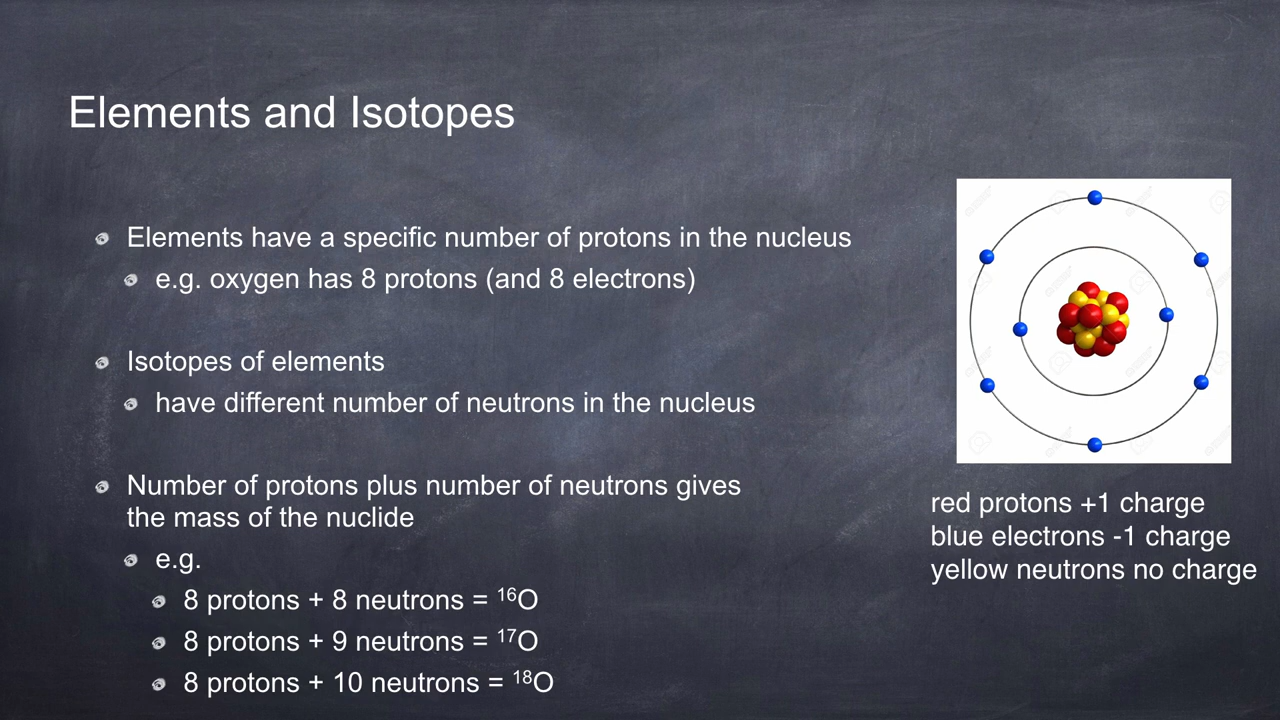 Elements and Isotopes
Elements have a specific number of protons in the nucleus
e.g. oxygen has 8 protons (and 8 electrons)
Isotopes of elements
have different number of neutrons in the nucleus
Number of protons plus number of neutrons gives
the mass of the nuclide
e.g.
8 protons + 8 neutrons = ¹⁶O
8 protons + 9 neutrons = ¹⁷O
8 protons + 10 neutrons = ¹⁸O
red protons +1 charge
blue electrons -1 charge
yellow neutrons no charge